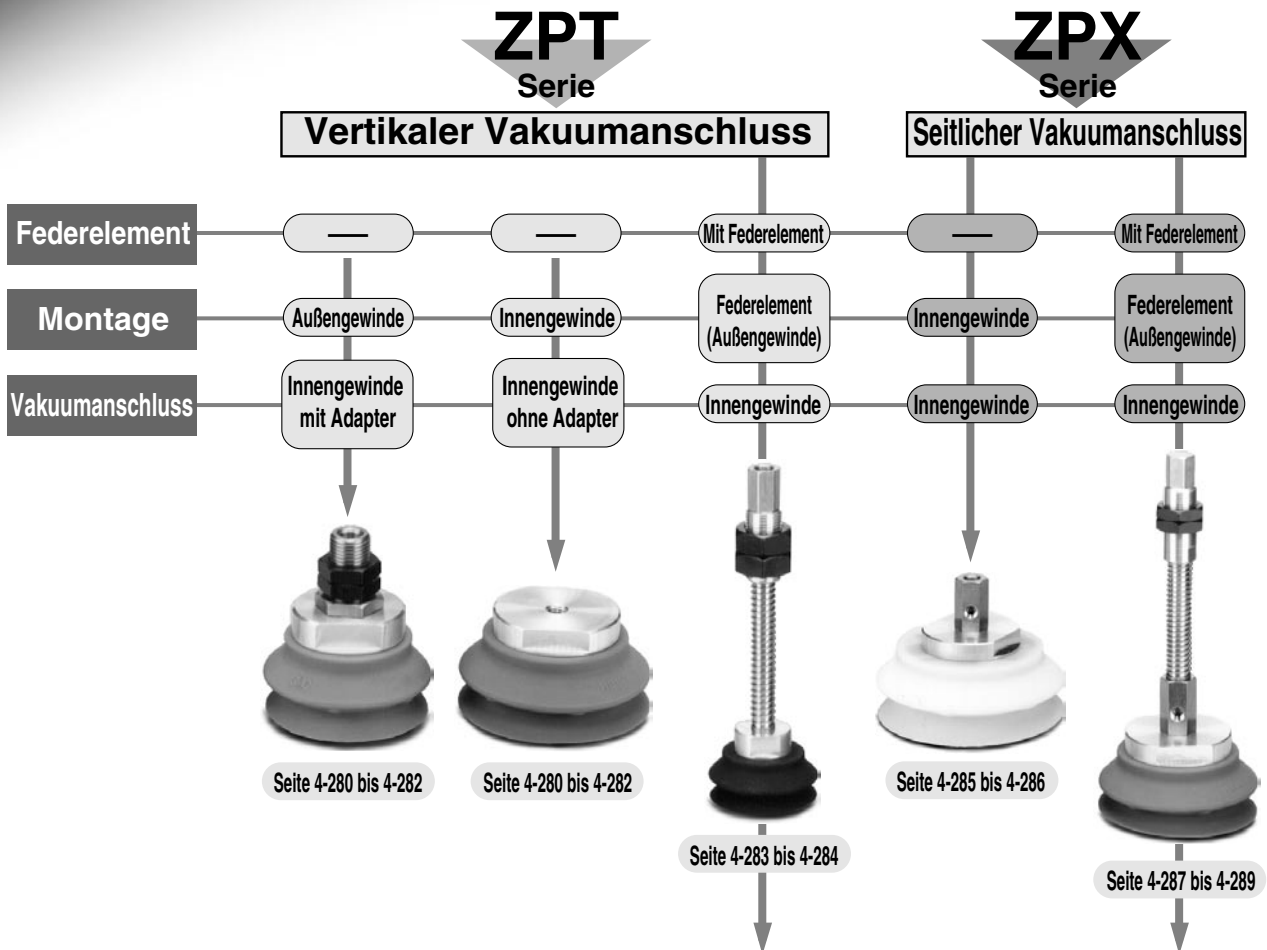 ZPT
Serie
ZPX
Serie
Vertikaler Vakuumanschluss
Seitlicher Vakuumanschluss
Federelement
—
—
Mit Federelement
—
Mit Federelement
Montage
Außengewinde
Innengewinde
Federelement
(Außengewinde)
Innengewinde
Federelement
(Außengewinde)
Vakuumanschluss
Innengewinde
mit Adapter
Innengewinde
ohne Adapter
Innengewinde
Innengewinde
Innengewinde
Seite 4-280 bis 4-282
Seite 4-280 bis 4-282
Seite 4-283 bis 4-284
Seite 4-285 bis 4-286
Seite 4-287 bis 4-289